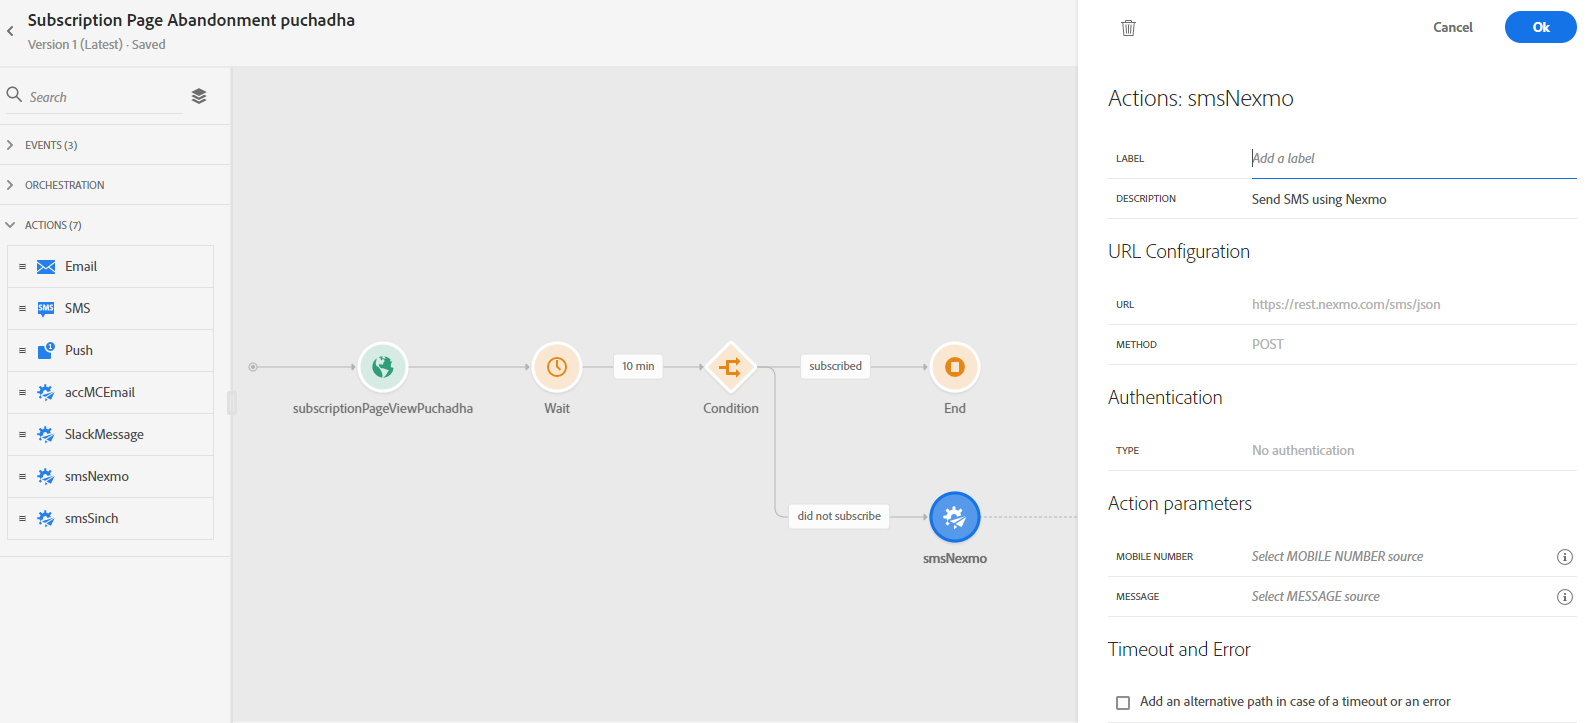 Subscription Page Abandonment puchadha
Version 1 (Latest) · Saved
Search
EVENTS (3)
ORCHESTRATION
ACTIONS (7)
Email
SMS
SMS
1
Push
accMCEmail
SlackMessage
smsNexmo
smsSinch
subscriptionPageViewPuchadha
Wait
10 min
Condition
subscribed
End
did not subscribe
smsNexmo
Cancel
Ok
Actions: smsNexmo
LABEL Add a label
DESCRIPTION Send SMS using Nexmo
URL Configuration
URL https://rest.nexmo.com/sms/json
METHOD POST
Authentication
TYPE No authentication
Action parameters
MOBILE NUMBER Select MOBILE NUMBER source
MESSAGE Select MESSAGE source
Timeout and Error
Add an alternative path in case of a timeout or an error